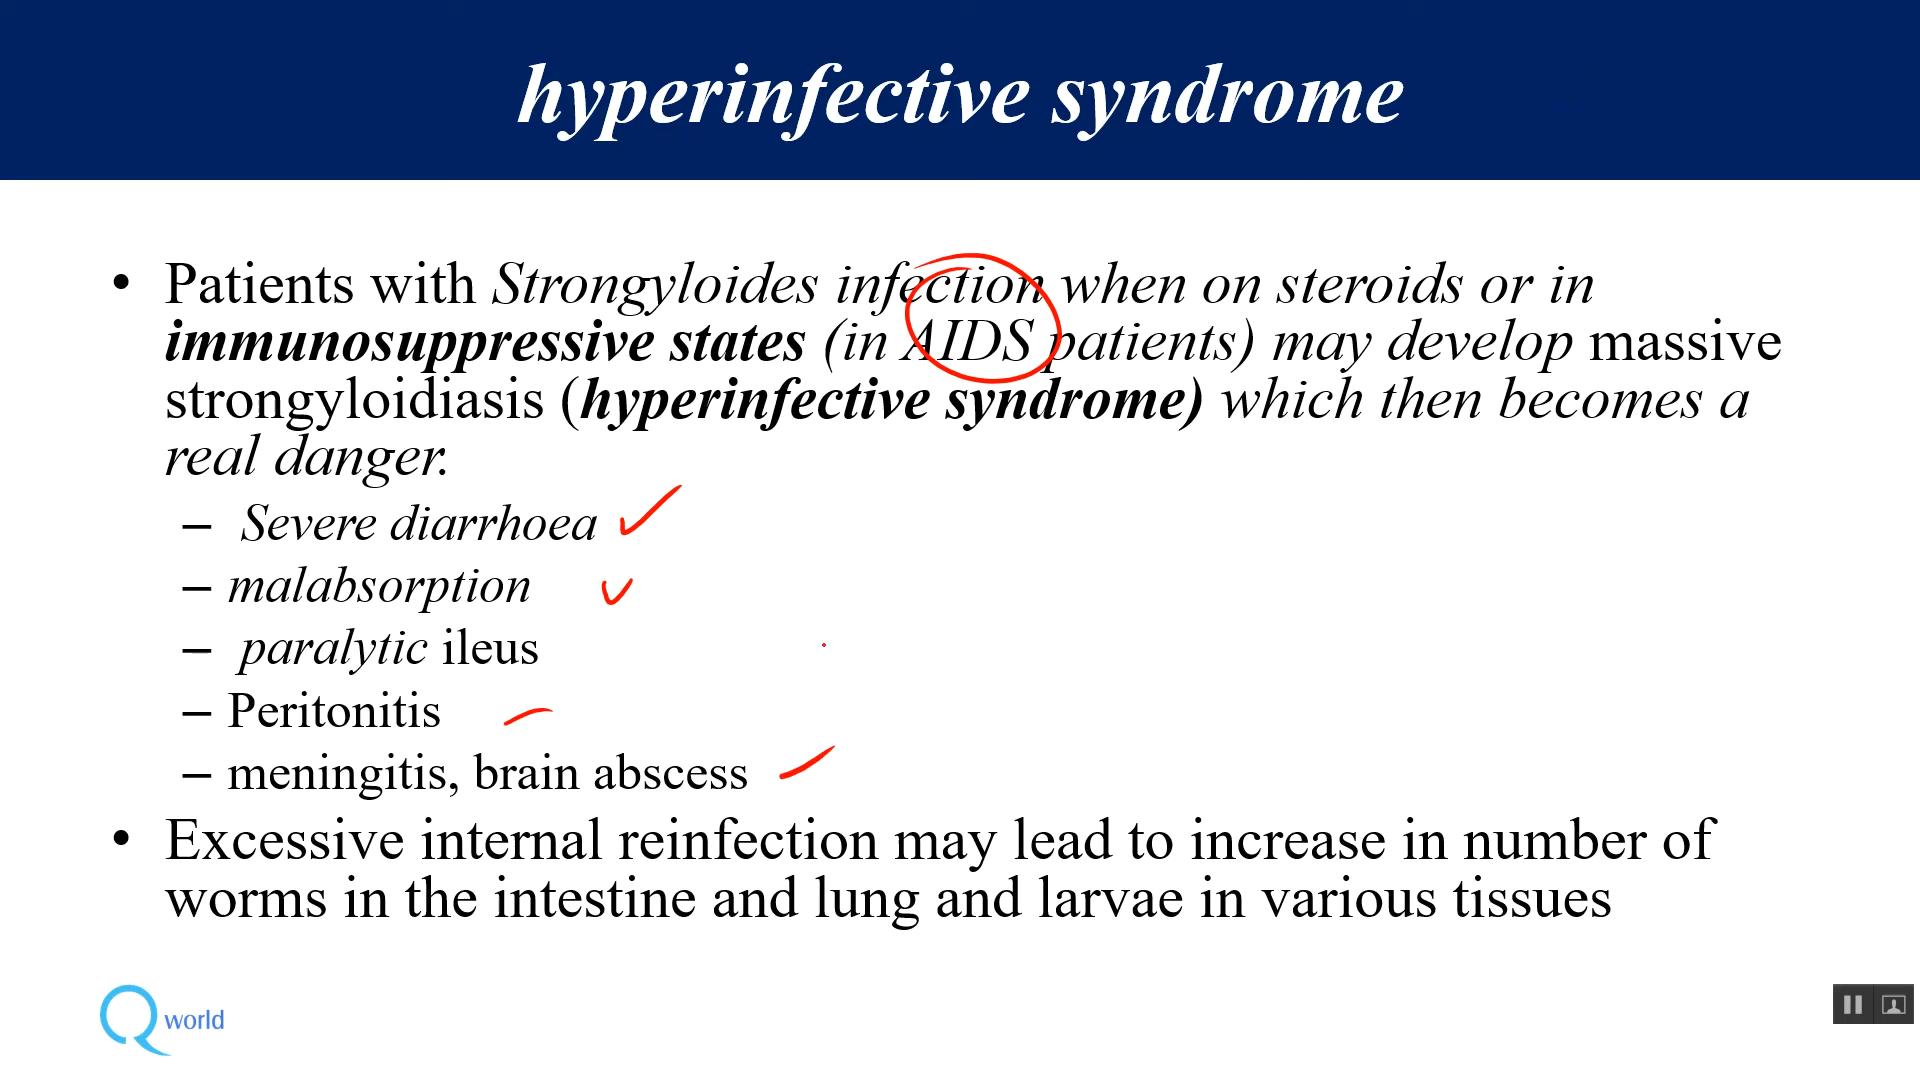 hyperinfective syndrome
• Patients with Strongyloides infection when on steroids or in
immunosuppressive states (in AIDS patients) may develop massive
strongyloidiasis (hyperinfective syndrome) which then becomes a
real danger.
– Severe diarrhoea
– malabsorption
– paralytic ileus
– Peritonitis
– meningitis, brain abscess
• Excessive internal reinfection may lead to increase in number of
worms in the intestine and lung and larvae in various tissues
Q world